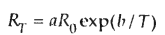 R_T = aR_0 exp(b/T)